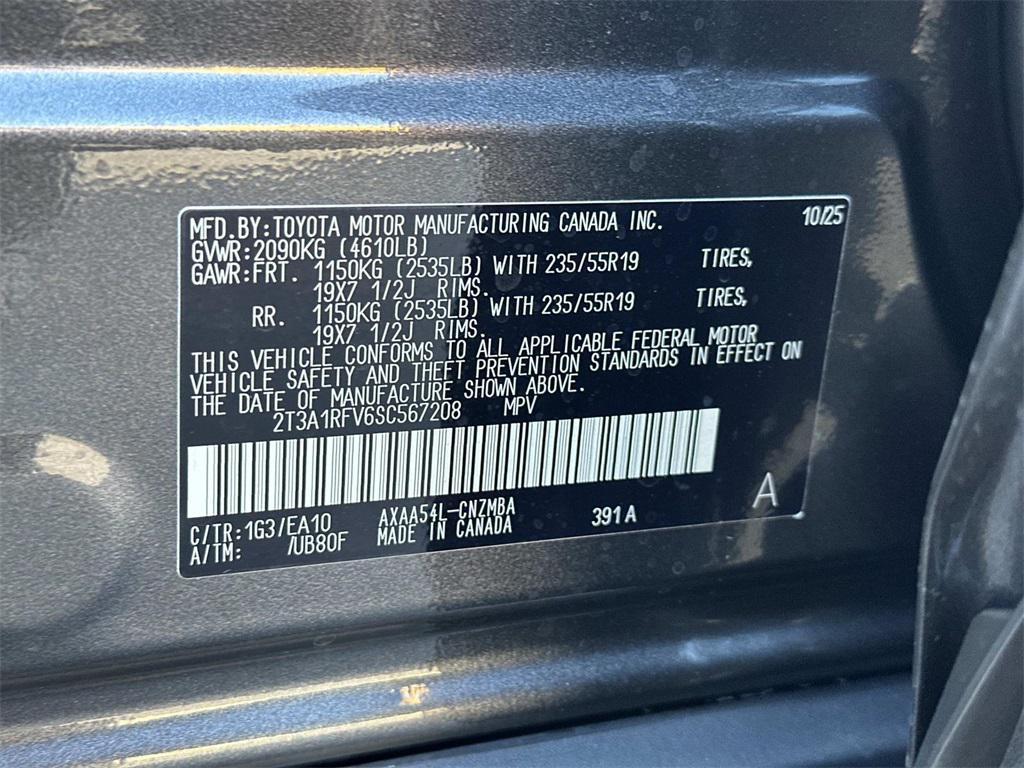 MFD.BY:TOYOTA MOTOR MANUFACTURING CANADA INC. 10/25
GVWR:2090KG (4610LB)
GAWR:FRT. 1150KG (2535LB) WITH 235/55R19 TIRES,
19X7 1/2J RIMS.
RR. 1150KG (2535LB) WITH 235/55R19 TIRES,
19X7 1/2J RIMS.
THIS VEHICLE CONFORMS TO ALL APPLICABLE FEDERAL MOTOR
VEHICLE SAFETY AND THEFT PREVENTION STANDARDS IN EFFECT ON
THE DATE OF MANUFACTURE SHOWN ABOVE.
2T3A1RFV6SC567208 MPV
A
C/TR:1G3/EA10 AXAA54L-CNZMBA 391A
A/TM: /UB80F MADE IN CANADA